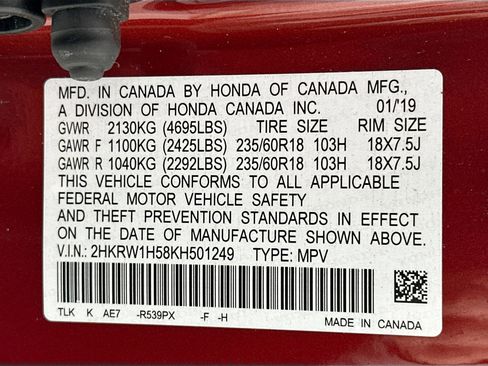 MFD. IN CANADA BY HONDA OF CANADA MFG.,
A DIVISION OF HONDA CANADA INC. 01/'19
GVWR 2130KG (4695LBS) TIRE SIZE RIM SIZE
GAWR F 1100KG (2425LBS) 235/60R18 103H 18X7.5J
GAWR R 1040KG (2292LBS) 235/60R18 103H 18X7.5J
THIS VEHICLE CONFORMS TO ALL APPLICABLE
FEDERAL MOTOR VEHICLE SAFETY
AND THEFT PREVENTION STANDARDS IN EFFECT
ON THE DATE OF MANUFACTURE SHOWN ABOVE.
V.I.N.: 2HKRW1H58KH501249 TYPE: MPV
TLK K AE7 -R539PX -F -H
MADE IN CANADA